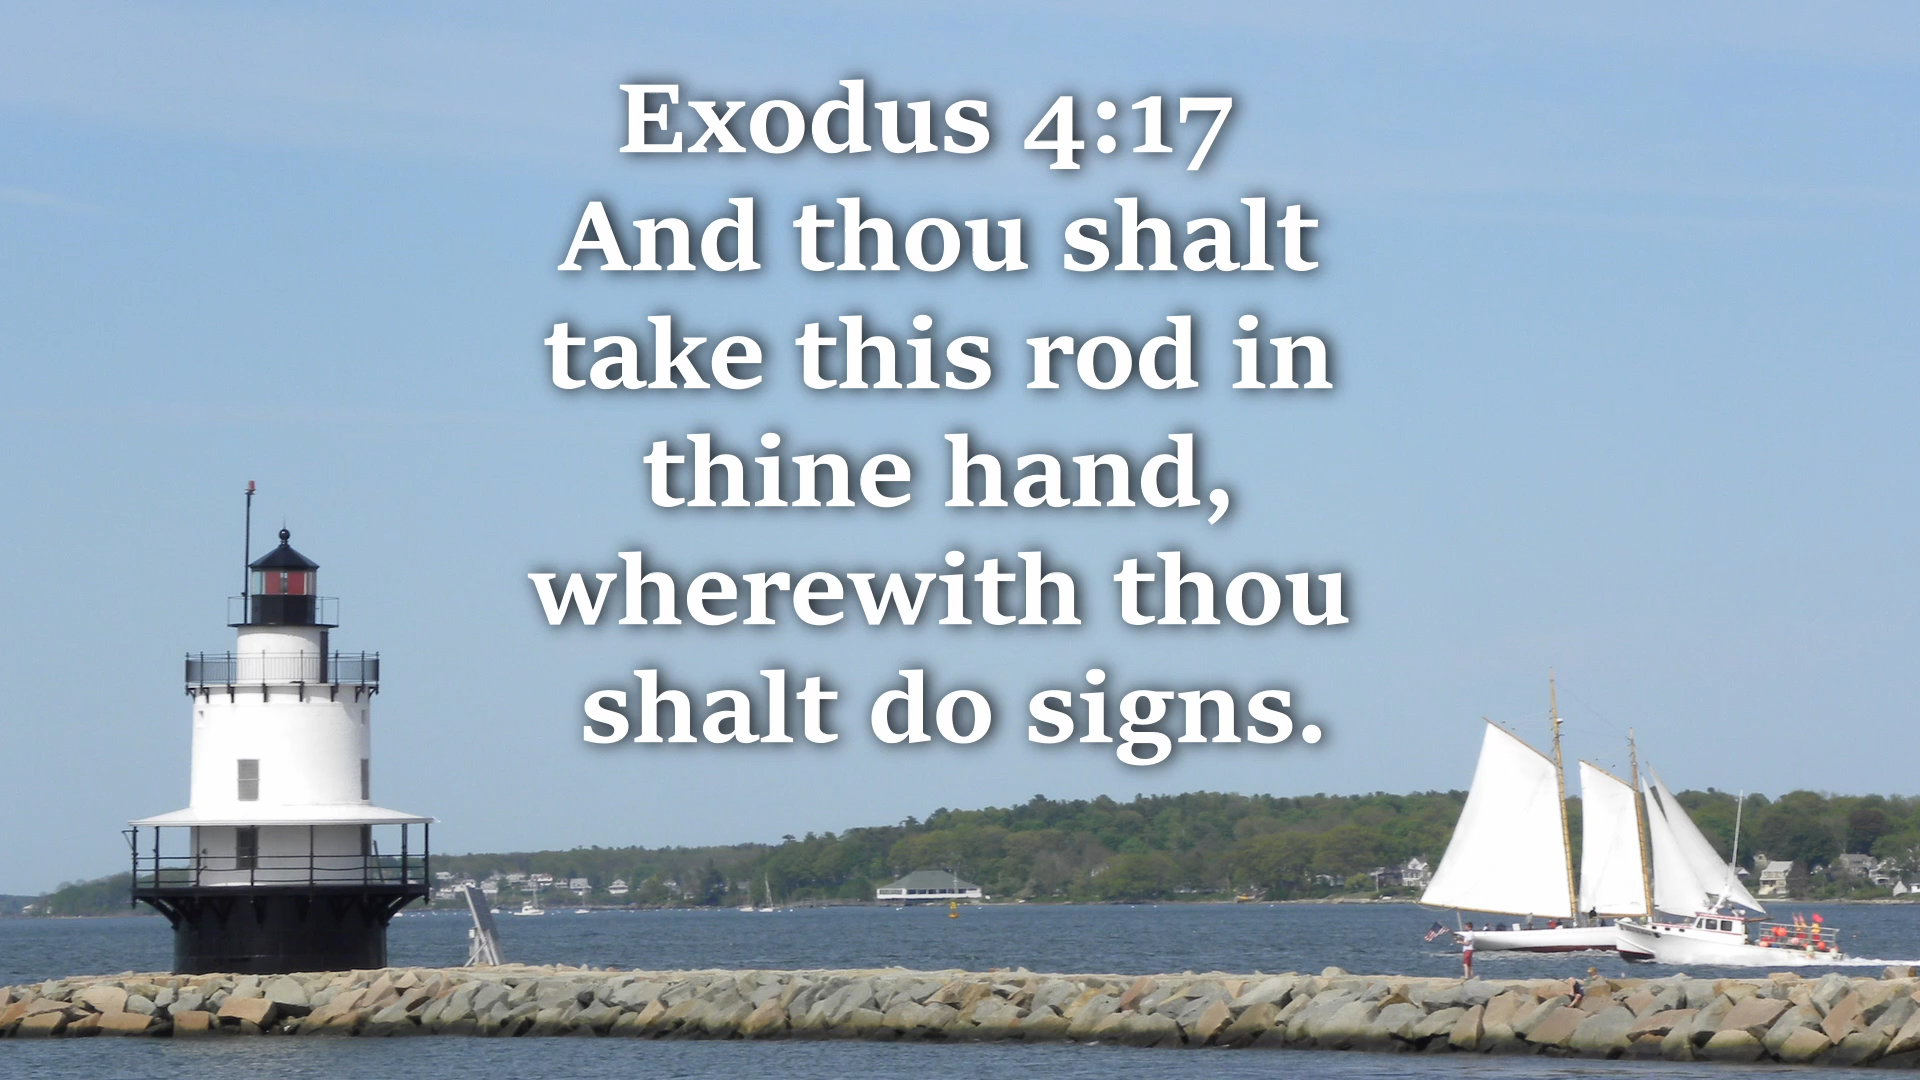 Exodus 4:17
And thou shalt
take this rod in
thine hand,
wherewith thou
shalt do signs.